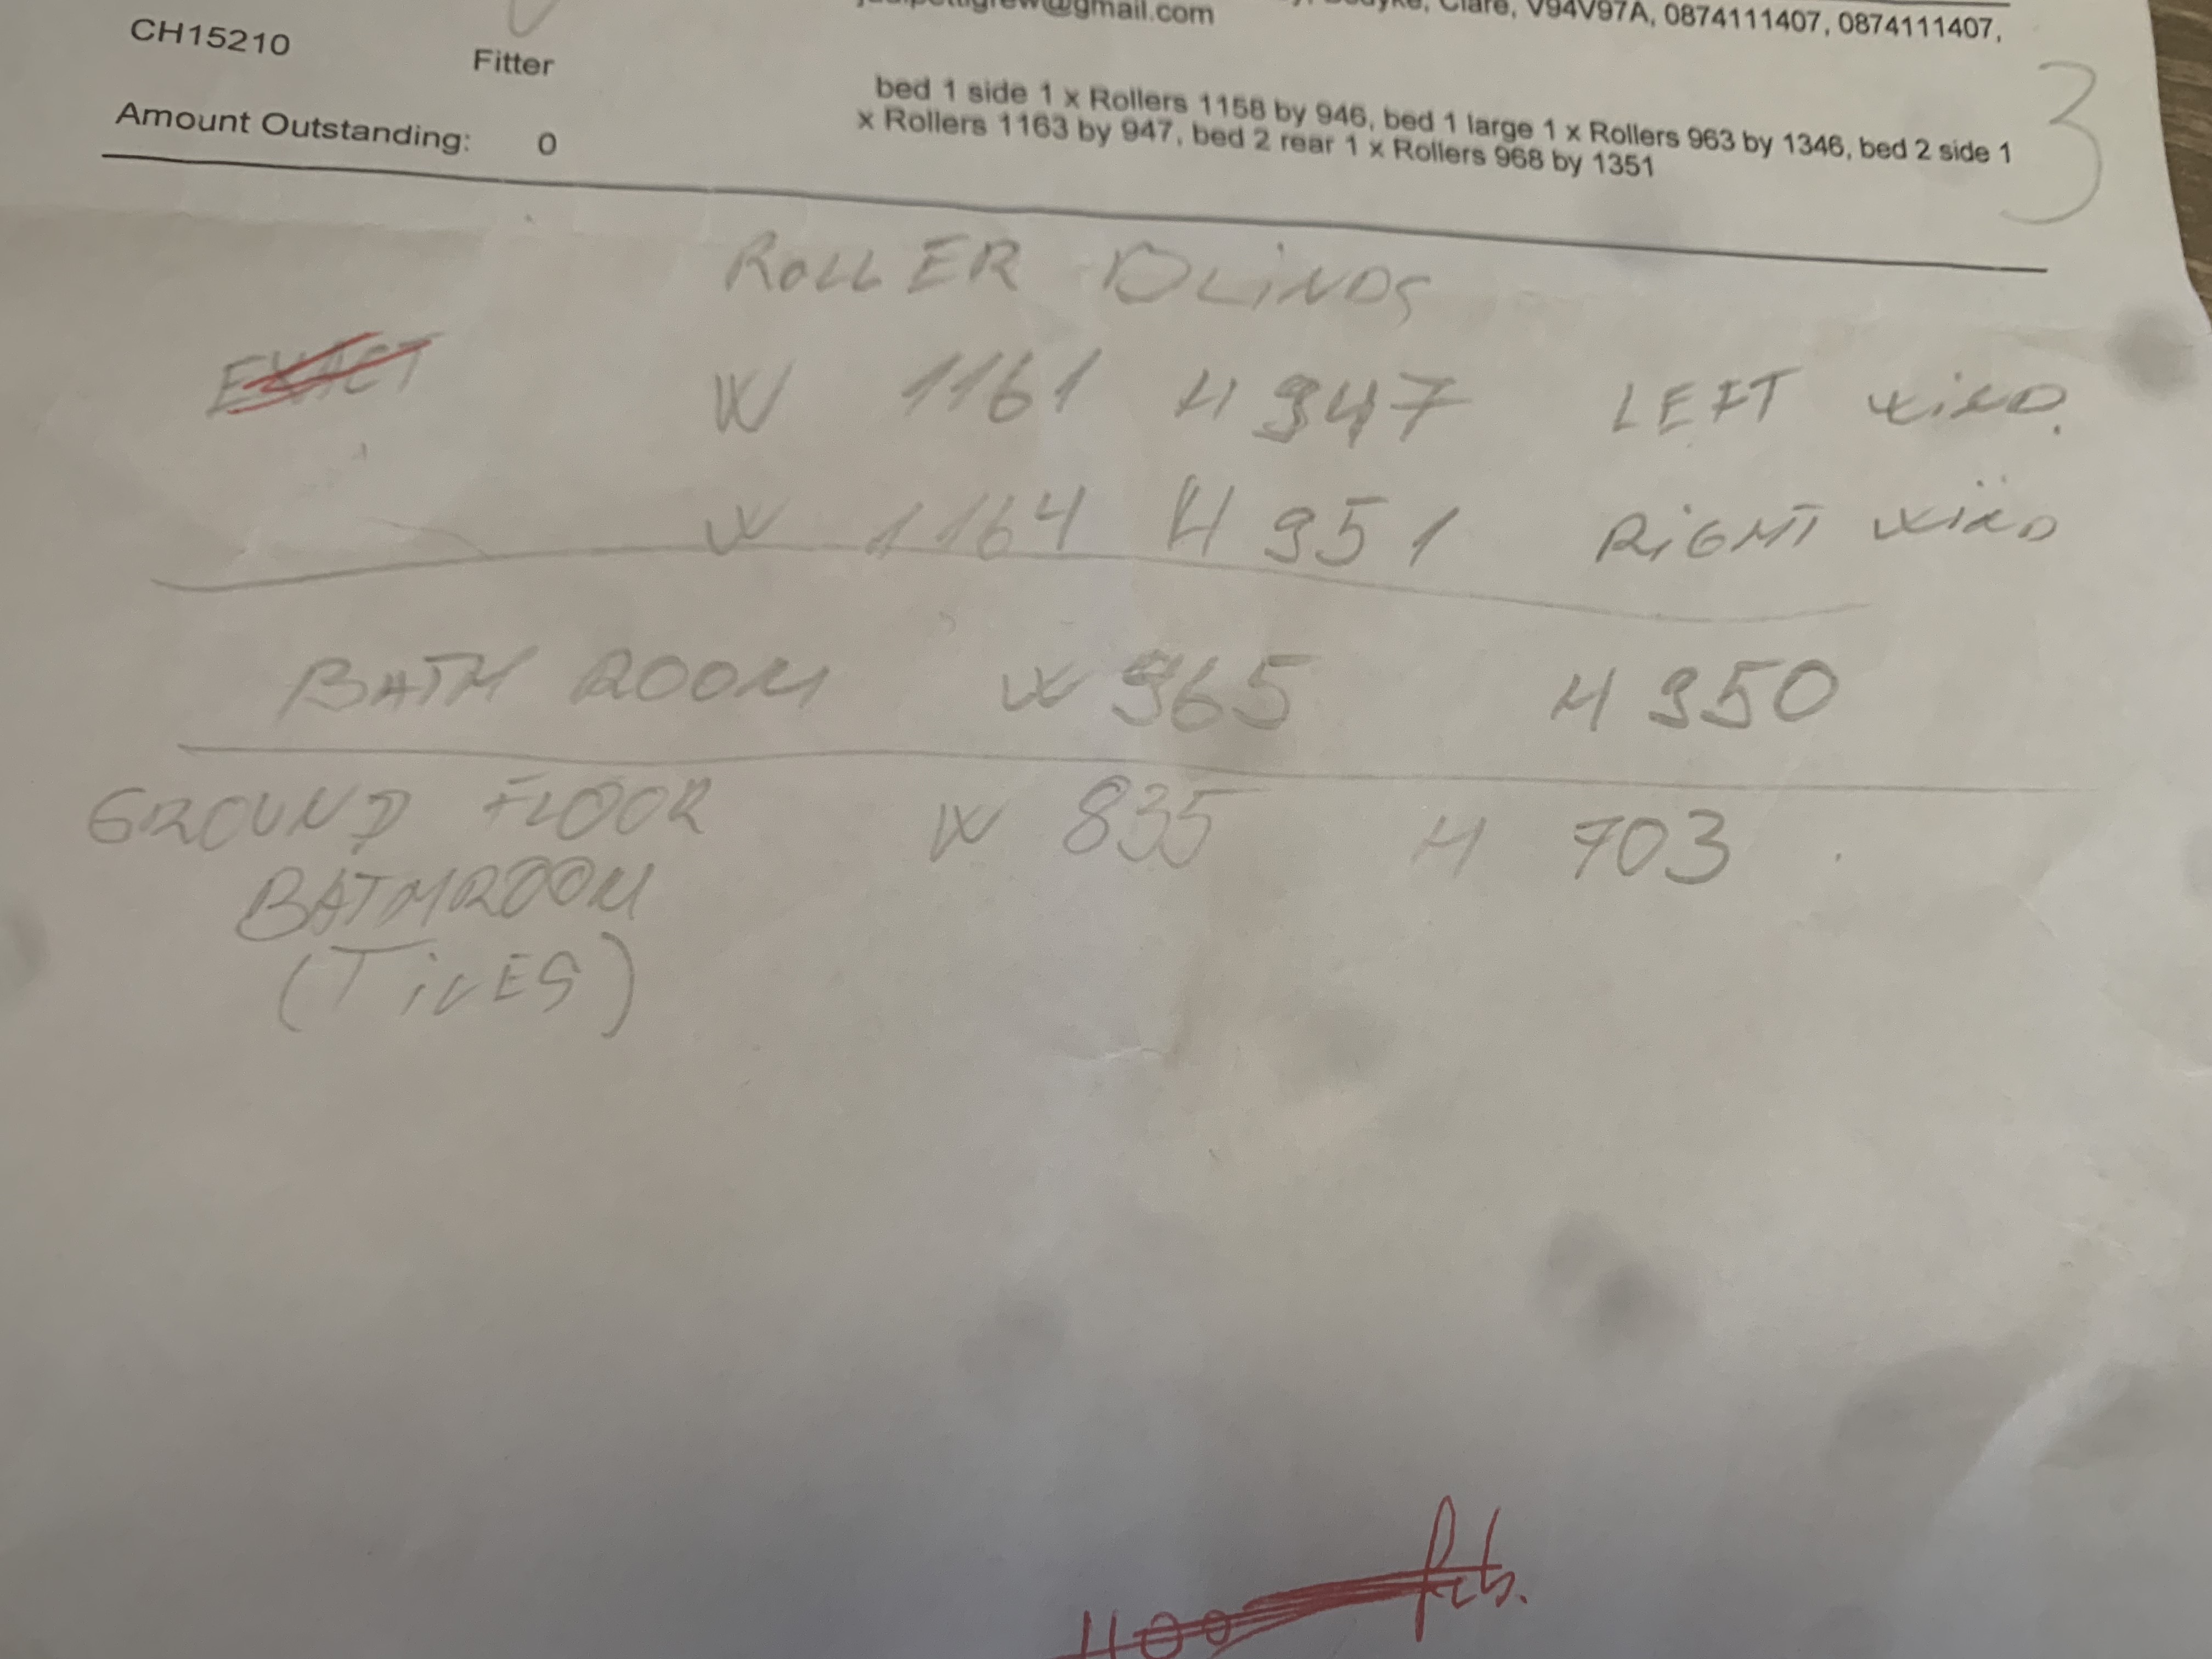 @gmail.com
Clare, V94V97A, 0874111407, 0874111407,
CH15210
Fitter
3
bed 1 side 1 x Rollers 1158 by 946, bed 1 large 1 x Rollers 963 by 1346, bed 2 side 1
x Rollers 1163 by 947, bed 2 rear 1 x Rollers 968 by 1351
Amount Outstanding: 0
ROLLER BLiNDS
EXACT W 1161 H 947 LEFT WiND.
W 1164 H 951 RiGHT WiND
BATH ROOM W 965 H 950
GROUND FLOOR W 835 H 703
BATHROOM
(TiLES)